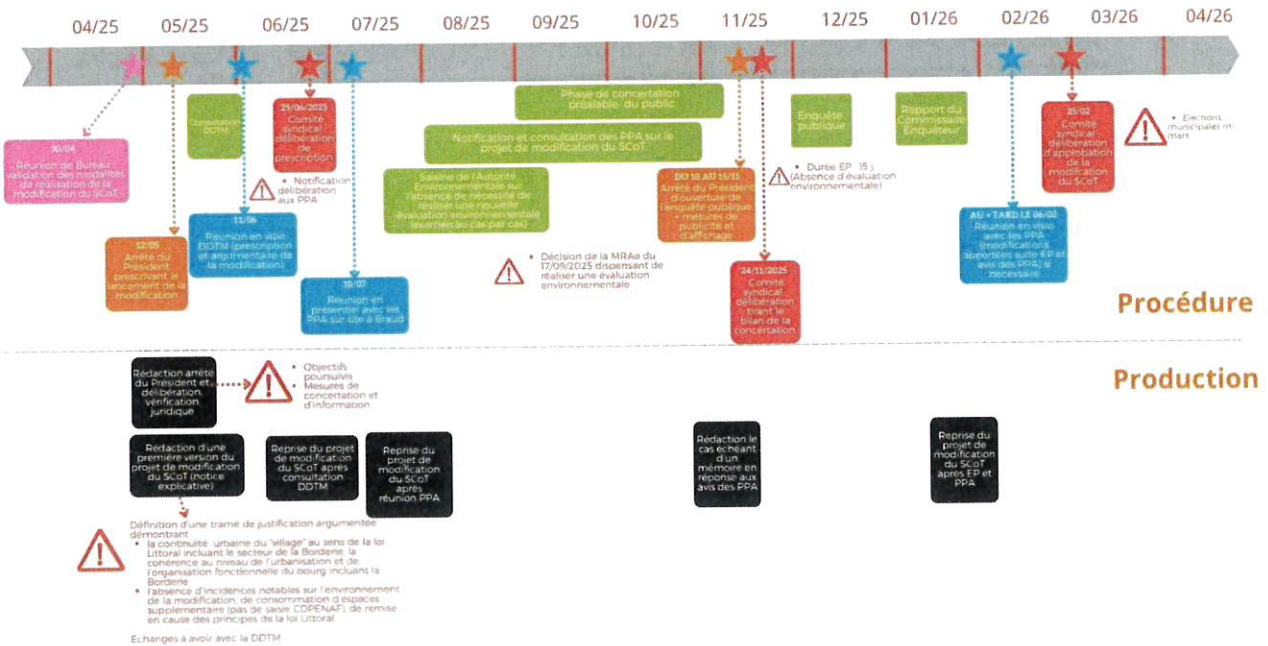 04/25 05/25 06/25 07/25 08/25 09/25 10/25 11/25 12/25 01/26 02/26 03/26 04/26
30/04
Réunion de Bureau :
validation des modalités
de réalisation de la
modification du SCoT
12/05
Arrêté du
Président
prescrivant le
lancement de la
modification
Consultation
DDTM
11/06
Réunion en visio
DDTM (prescription
et argumentaire de
la modification)
25/06/2025
Comité
syndical
délibération
de
prescription
• Notification
délibération
aux PPA
10/07
Réunion en
présentiel avec les
PPA sur site à Braud
Phase de concertation
préalable du public
Notification et consultation des PPA sur le
projet de modification du SCoT
Saisine de l'Autorité
Environnementale sur
l'absence de nécessité de
réaliser une nouvelle
évaluation environnementale
(examen au cas par cas)
• Décision de la MRAe du
17/09/2025 dispensant de
réaliser une évaluation
environnementale
DU 10 AU 15/11
Arrêté du Président
d'ouverture de
l'enquête publique
+ mesures de
publicité et
d'affichage
24/11/2025
Comité
syndical
délibération
tirant le
bilan de la
concertation
Enquête
publique
• Durée EP 15 j
(Absence d'évaluation
environnementale)
Rapport du
Commissaire
Enquêteur
AU + TARD LE 06/02
Réunion en visio
avec les PPA
(modifications
apportées suite EP et
avis des PPA) si
nécessaire
25/02
Comité
syndical
délibération
d'approbation
de la
modification
du SCoT
• Elections
municipales mi-
mars
Procédure
Production
Rédaction arrêté
du Président et
délibération,
vérification
juridique
• Objectifs
poursuivis
• Mesures de
concertation et
d'information
Rédaction d'une
première version du
projet de modification
du SCoT (notice
explicative)
Reprise du projet
de modification
du SCoT après
consultation
DDTM
Reprise du
projet de
modification
du SCoT
après
réunion PPA
Rédaction le
cas échéant
d'un
mémoire en
réponse aux
avis des PPA
Reprise du
projet de
modification
du SCoT
après EP et
PPA
Définition d'une trame de justification argumentée
démontrant
• la continuité urbaine du "village" au sens de la loi
Littoral incluant le secteur de la Borderie, la
cohérence au niveau de l'urbanisation et de
l'organisation fonctionnelle du bourg incluant la
Borderie
• l'absence d'incidences notables sur l'environnement
de la modification, de consommation d'espaces
supplémentaire (pas de saisie CDPENAF), de remise
en cause des principes de la loi Littoral
Echanges à avoir avec la DDTM